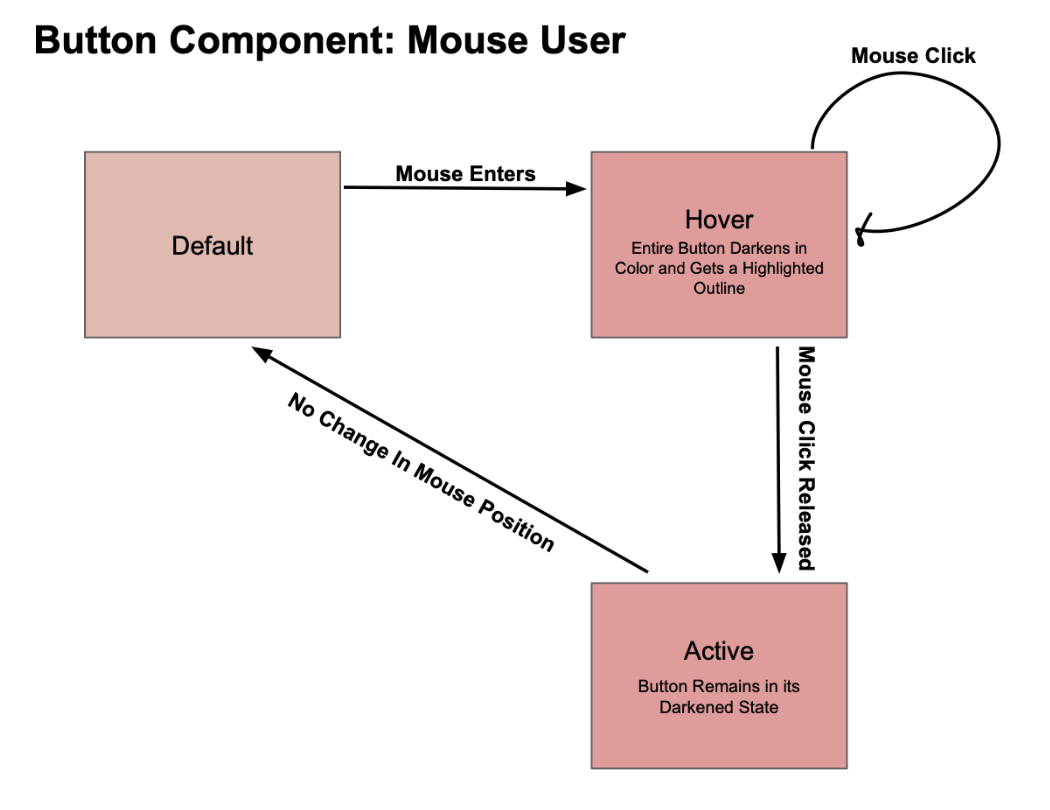 Button Component: Mouse User
Mouse Click
Mouse Enters
Default
Hover
Entire Button Darkens in
Color and Gets a Highlighted
Outline
Mouse Click Released
No Change In Mouse Position
Active
Button Remains in its
Darkened State